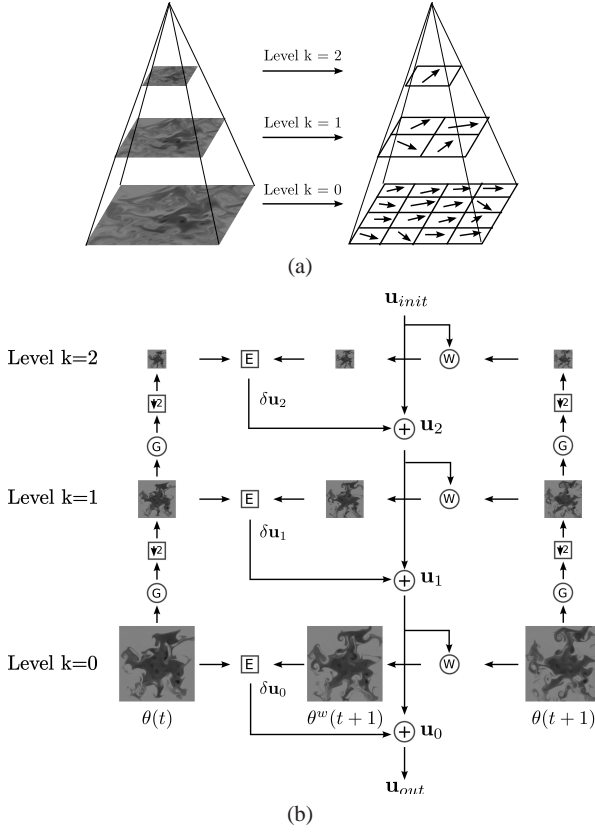 Level k = 2
Level k = 1
Level k = 0
(a)
u_init
Level k=2
E
W
δu_2
↓2
↓2
u_2
G
+
G
Level k=1
E
W
δu_1
↓2
↓2
u_1
G
+
G
Level k=0
E
W
δu_0
θ(t)
θ^w(t+1)
θ(t+1)
+
u_0
u_out
(b)